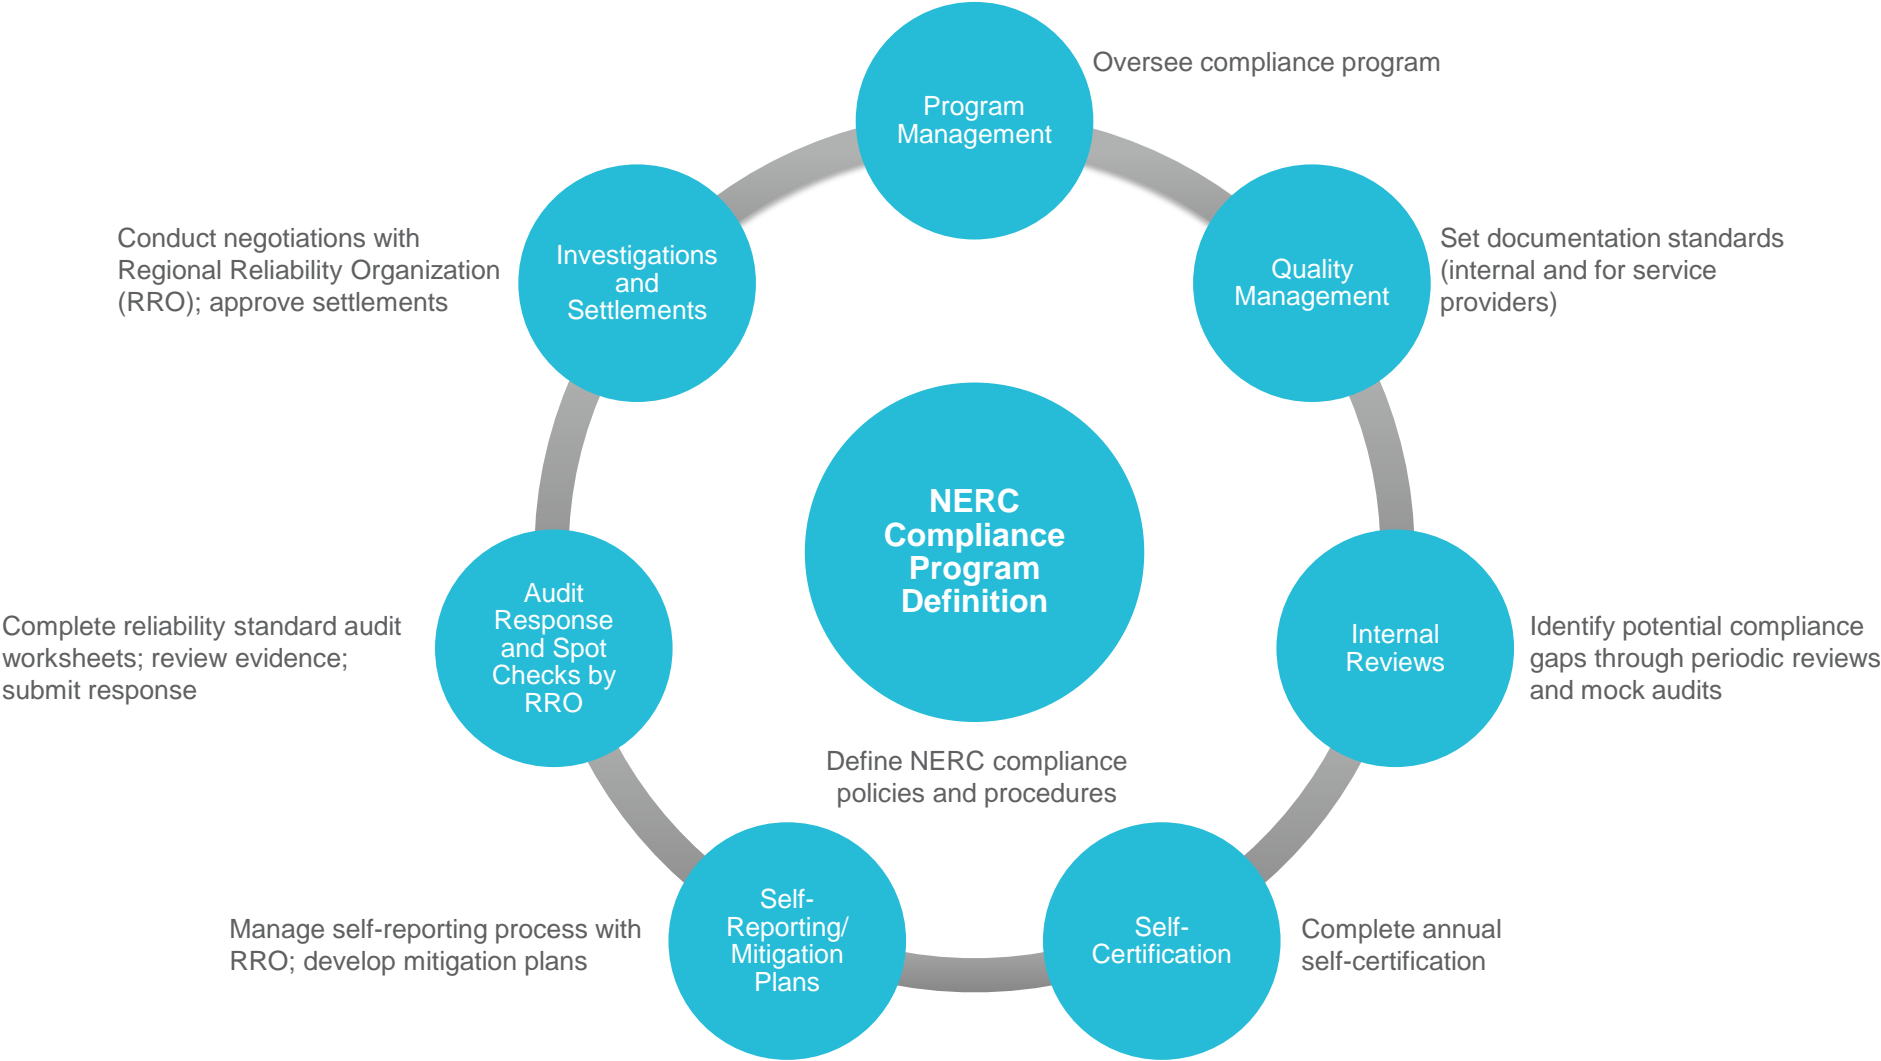 Program
Management
Oversee compliance program
Quality
Management
Set documentation standards
(internal and for service
providers)
Internal
Reviews
Identify potential compliance
gaps through periodic reviews
and mock audits
Self-
Certification
Complete annual
self-certification
Self-
Reporting/
Mitigation
Plans
Manage self-reporting process with
RRO; develop mitigation plans
Audit
Response
and Spot
Checks by
RRO
Complete reliability standard audit
worksheets; review evidence;
submit response
Investigations
and
Settlements
Conduct negotiations with
Regional Reliability Organization
(RRO); approve settlements
NERC
Compliance
Program
Definition
Define NERC compliance
policies and procedures